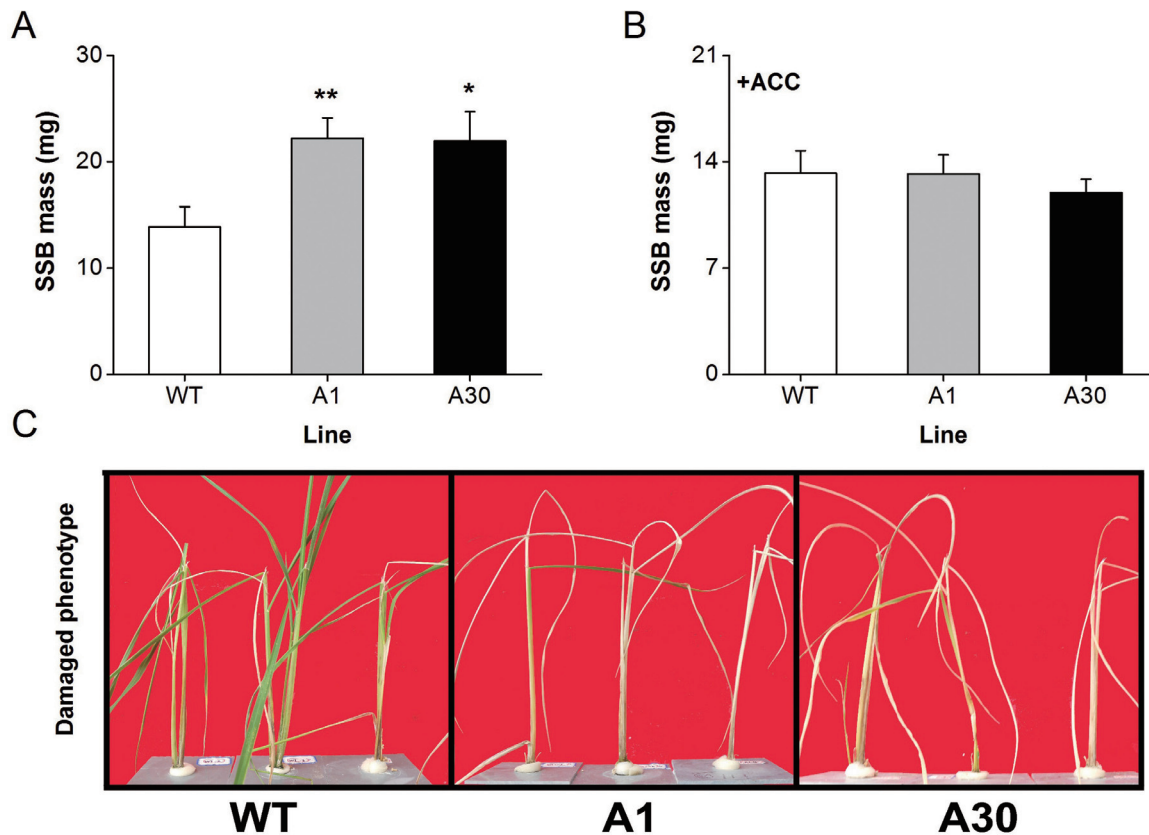 A
SSB mass (mg)
30
20
10
0
**
*
WT
A1
A30
Line
B
SSB mass (mg)
21
14
7
0
+ACC
WT
A1
A30
Line
C
Damaged phenotype
WT
A1
A30